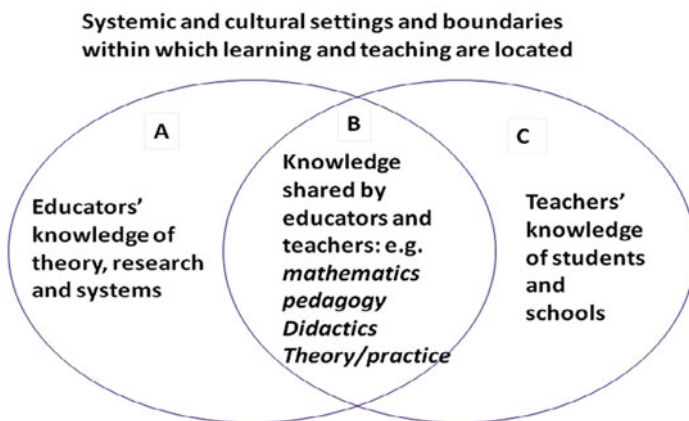 Systemic and cultural settings and boundaries
within which learning and teaching are located
A
Educators'
knowledge of
theory, research
and systems
B
Knowledge
shared by
educators and
teachers: e.g.
mathematics
pedagogy
Didactics
Theory/practice
C
Teachers'
knowledge
of students
and
schools